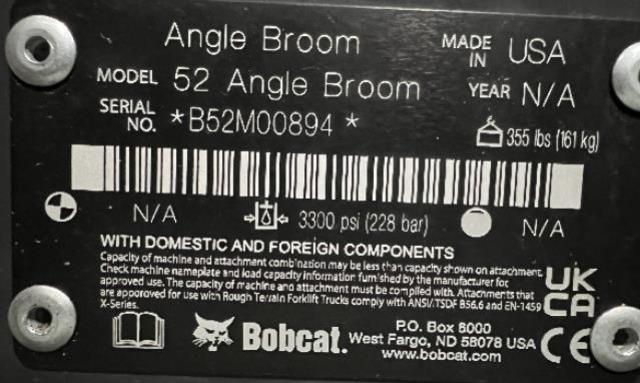 Angle Broom
MADE IN USA
MODEL 52 Angle Broom
YEAR N/A
SERIAL NO. *B52M00894*
355 lbs (161 kg)
N/A 3300 psi (228 bar) N/A
WITH DOMESTIC AND FOREIGN COMPONENTS
Capacity of machine and attachment combination may be less than capacity shown on attachment.
Check machine nameplate and load capacity information furnished by the manufacturer for
approved use. The capacity of machine and attachment must be complied with. Attachments that
are apporoved for use with Rough Terrain Forklift Trucks comply with ANSI/ITSDF B56.6 and EN-1459
X-Series.
UK
CA
Bobcat.
P.O. Box 6000
West Fargo, ND 58078 USA
www.bobcat.com
CE